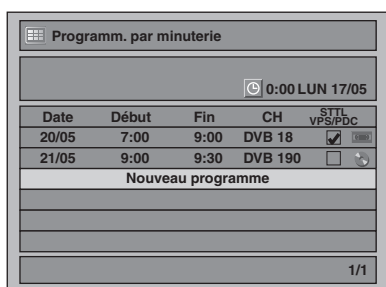 Programm. par minuterie
0:00 LUN 17/05
Date Début Fin CH STTL VPS/PDC
20/05 7:00 9:00 DVB 18
21/05 9:00 9:30 DVB 190
Nouveau programme
1/1